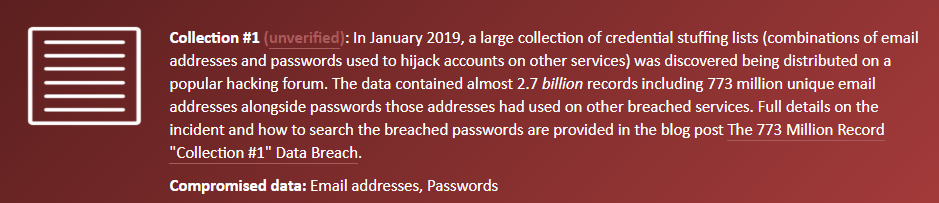 Collection #1 (unverified): In January 2019, a large collection of credential stuffing lists (combinations of email
addresses and passwords used to hijack accounts on other services) was discovered being distributed on a
popular hacking forum. The data contained almost 2.7 billion records including 773 million unique email
addresses alongside passwords those addresses had used on other breached services. Full details on the
incident and how to search the breached passwords are provided in the blog post The 773 Million Record
"Collection #1" Data Breach.
Compromised data: Email addresses, Passwords